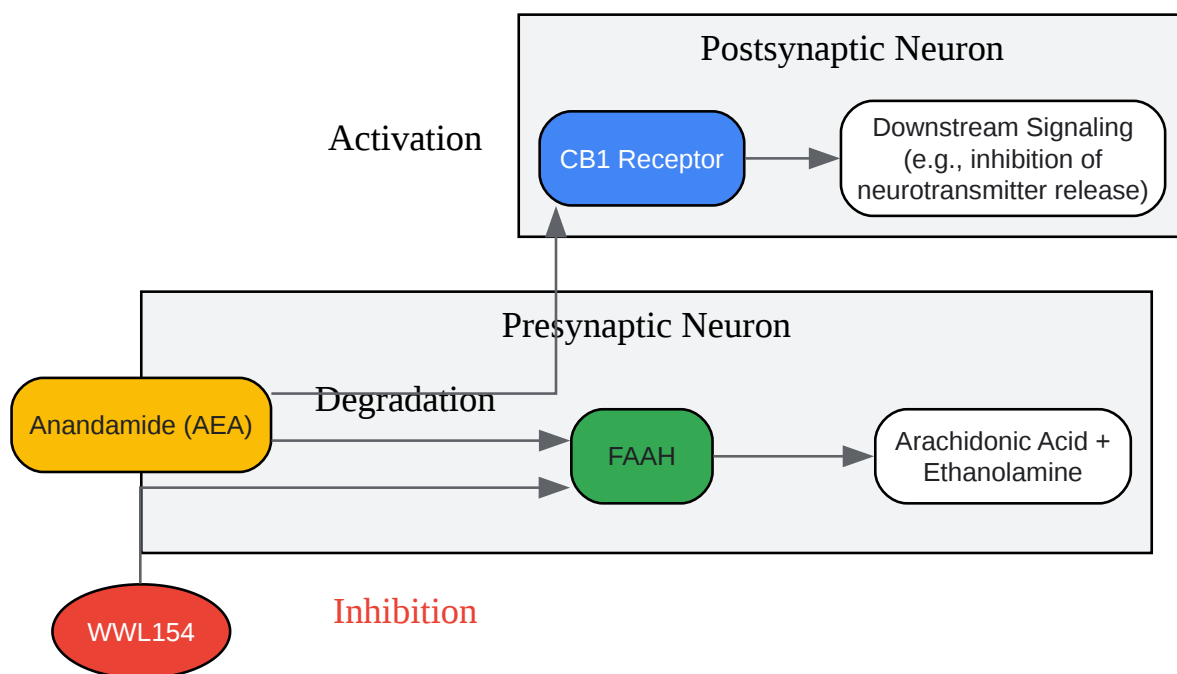 Postsynaptic Neuron
Activation
CB1 Receptor
Downstream Signaling
(e.g., inhibition of
neurotransmitter release)
Presynaptic Neuron
Degradation
Anandamide (AEA)
FAAH
Arachidonic Acid +
Ethanolamine
Inhibition
WWL154